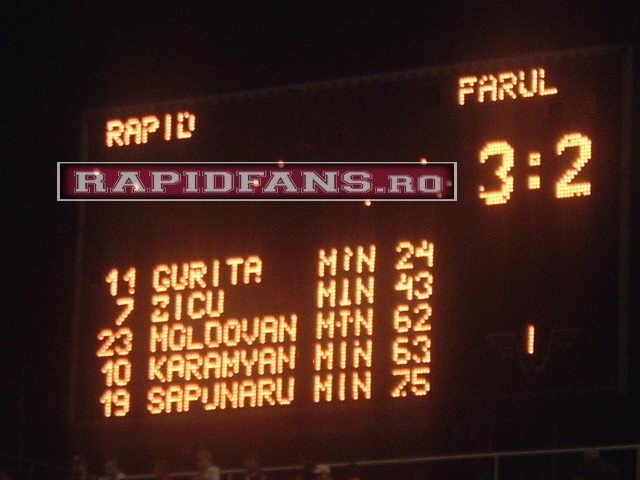 RAPID
FARUL
RAPIDFANS.RO
3:2
11 GURITA MIN 24
7 ZICU MIN 43
23 MOLDOVAN MIN 62
10 KARAMYAN MIN 63
19 SAPUNARU MIN 75